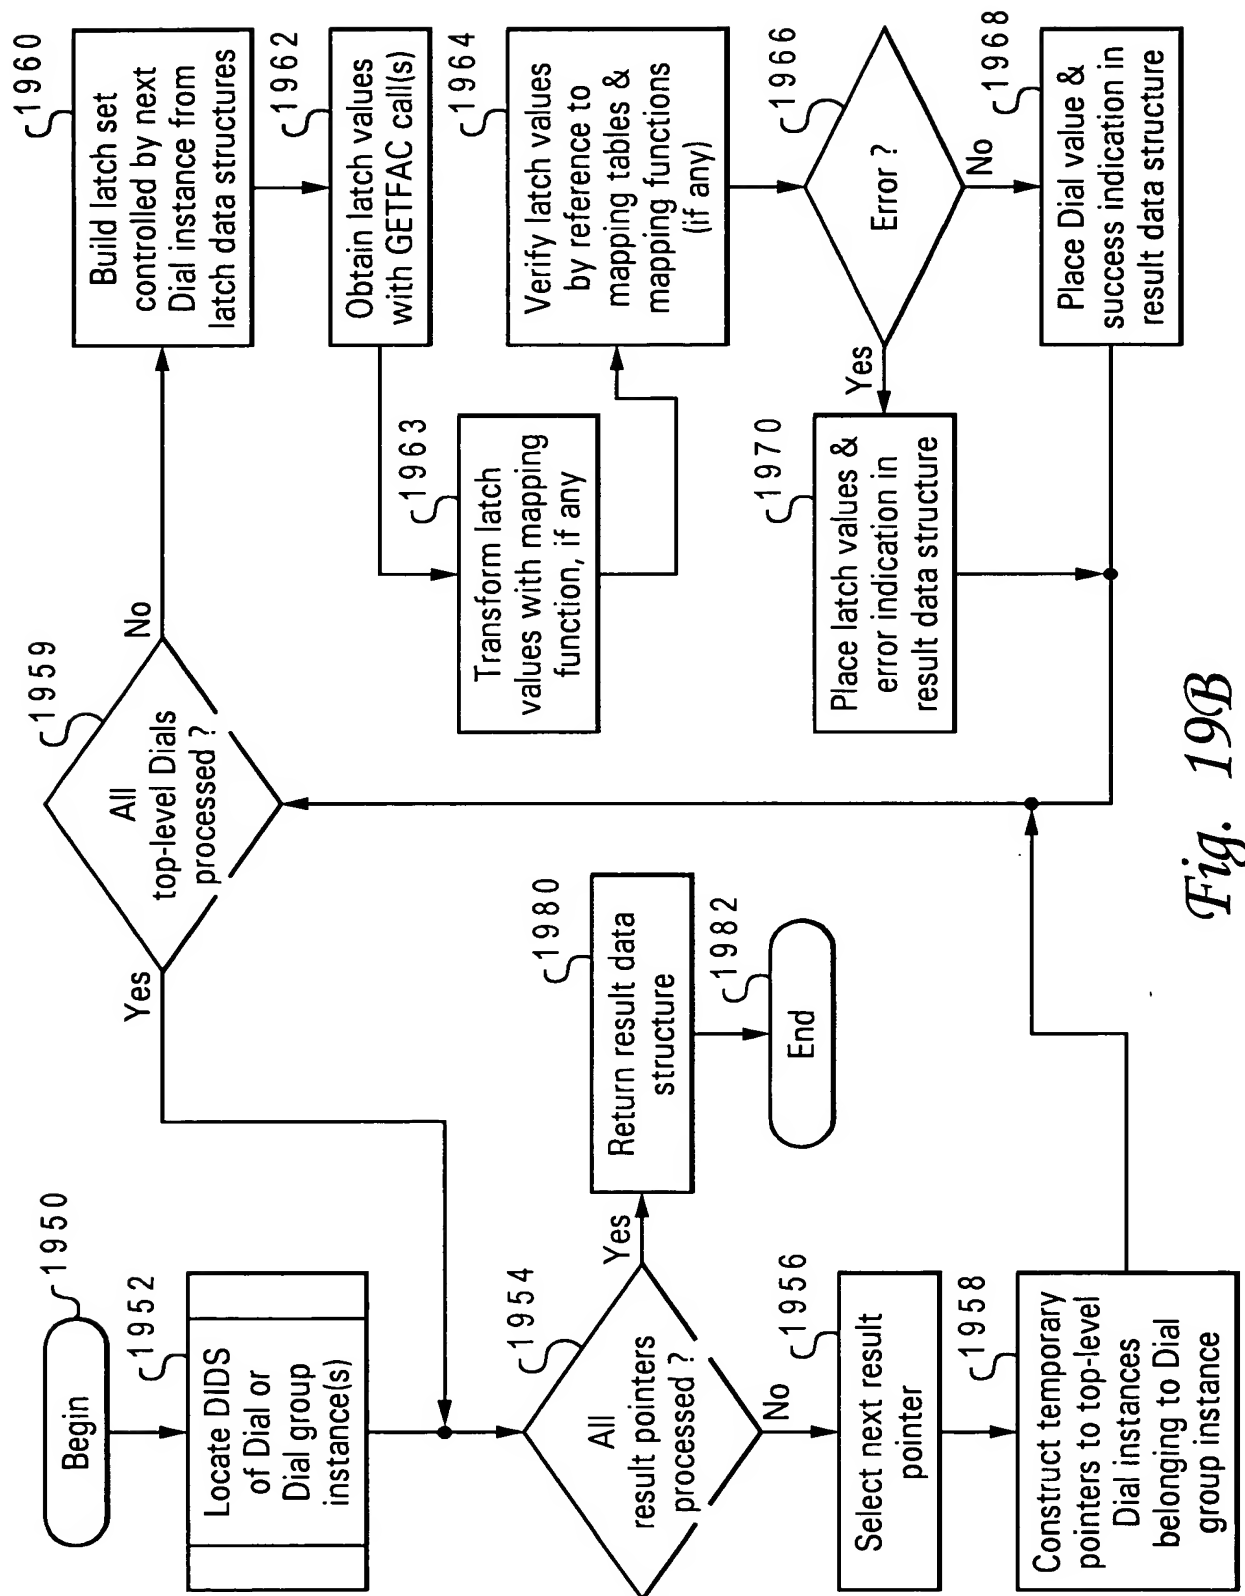 Begin
1950
1952
Locate DIDS
of Dial or
Dial group
instance(s)
1954
All
result pointers
processed ?
Yes
No
1956
Select next result
pointer
1958
Construct temporary
pointers to top-level
Dial instances
belonging to Dial
group instance
1980
Return result data
structure
1982
End
1959
All
top-level Dials
processed ?
Yes
No
1960
Build latch set
controlled by next
Dial instance from
latch data structures
1962
Obtain latch values
with GETFAC call(s)
1963
Transform latch
values with mapping
function, if any
1964
Verify latch values
by reference to
mapping tables &
mapping functions
(if any)
1966
Error ?
Yes
No
1970
Place latch values &
error indication in
result data structure
1968
Place Dial value &
success indication in
result data structure
Fig. 19B